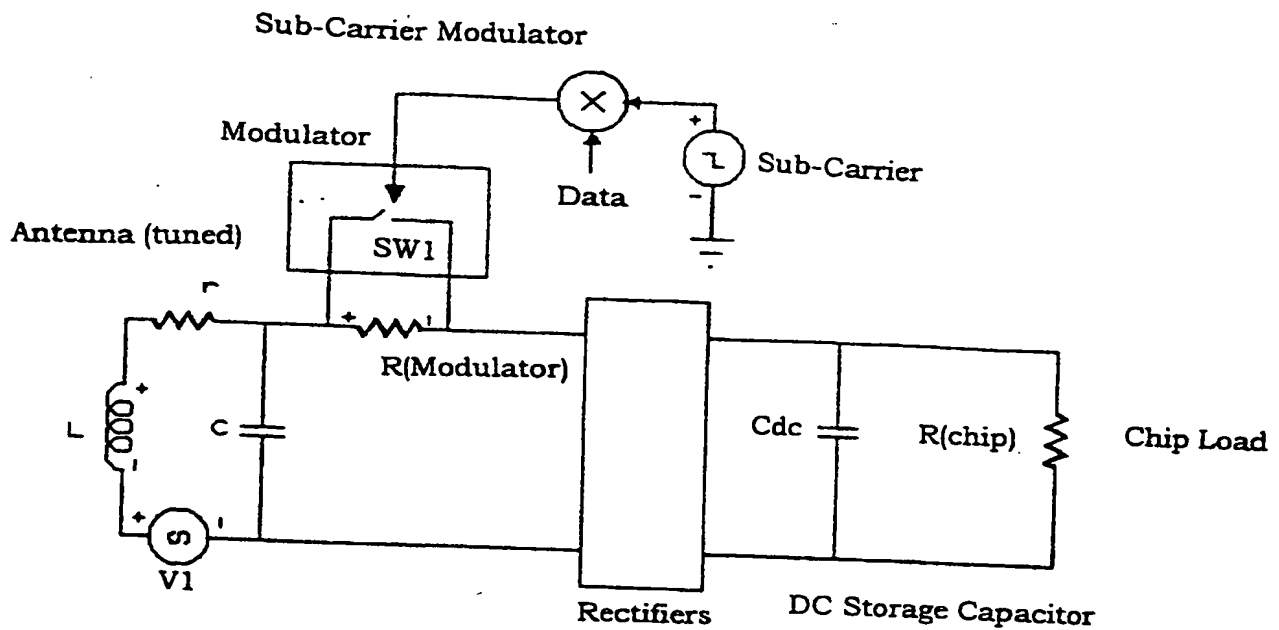 Sub-Carrier Modulator
Modulator
Data
Sub-Carrier
+
-
Antenna (tuned)
SW1
r
+ -
R(Modulator)
L
+
-
C
Cdc
R(chip)
Chip Load
+ -
S
V1
Rectifiers
DC Storage Capacitor